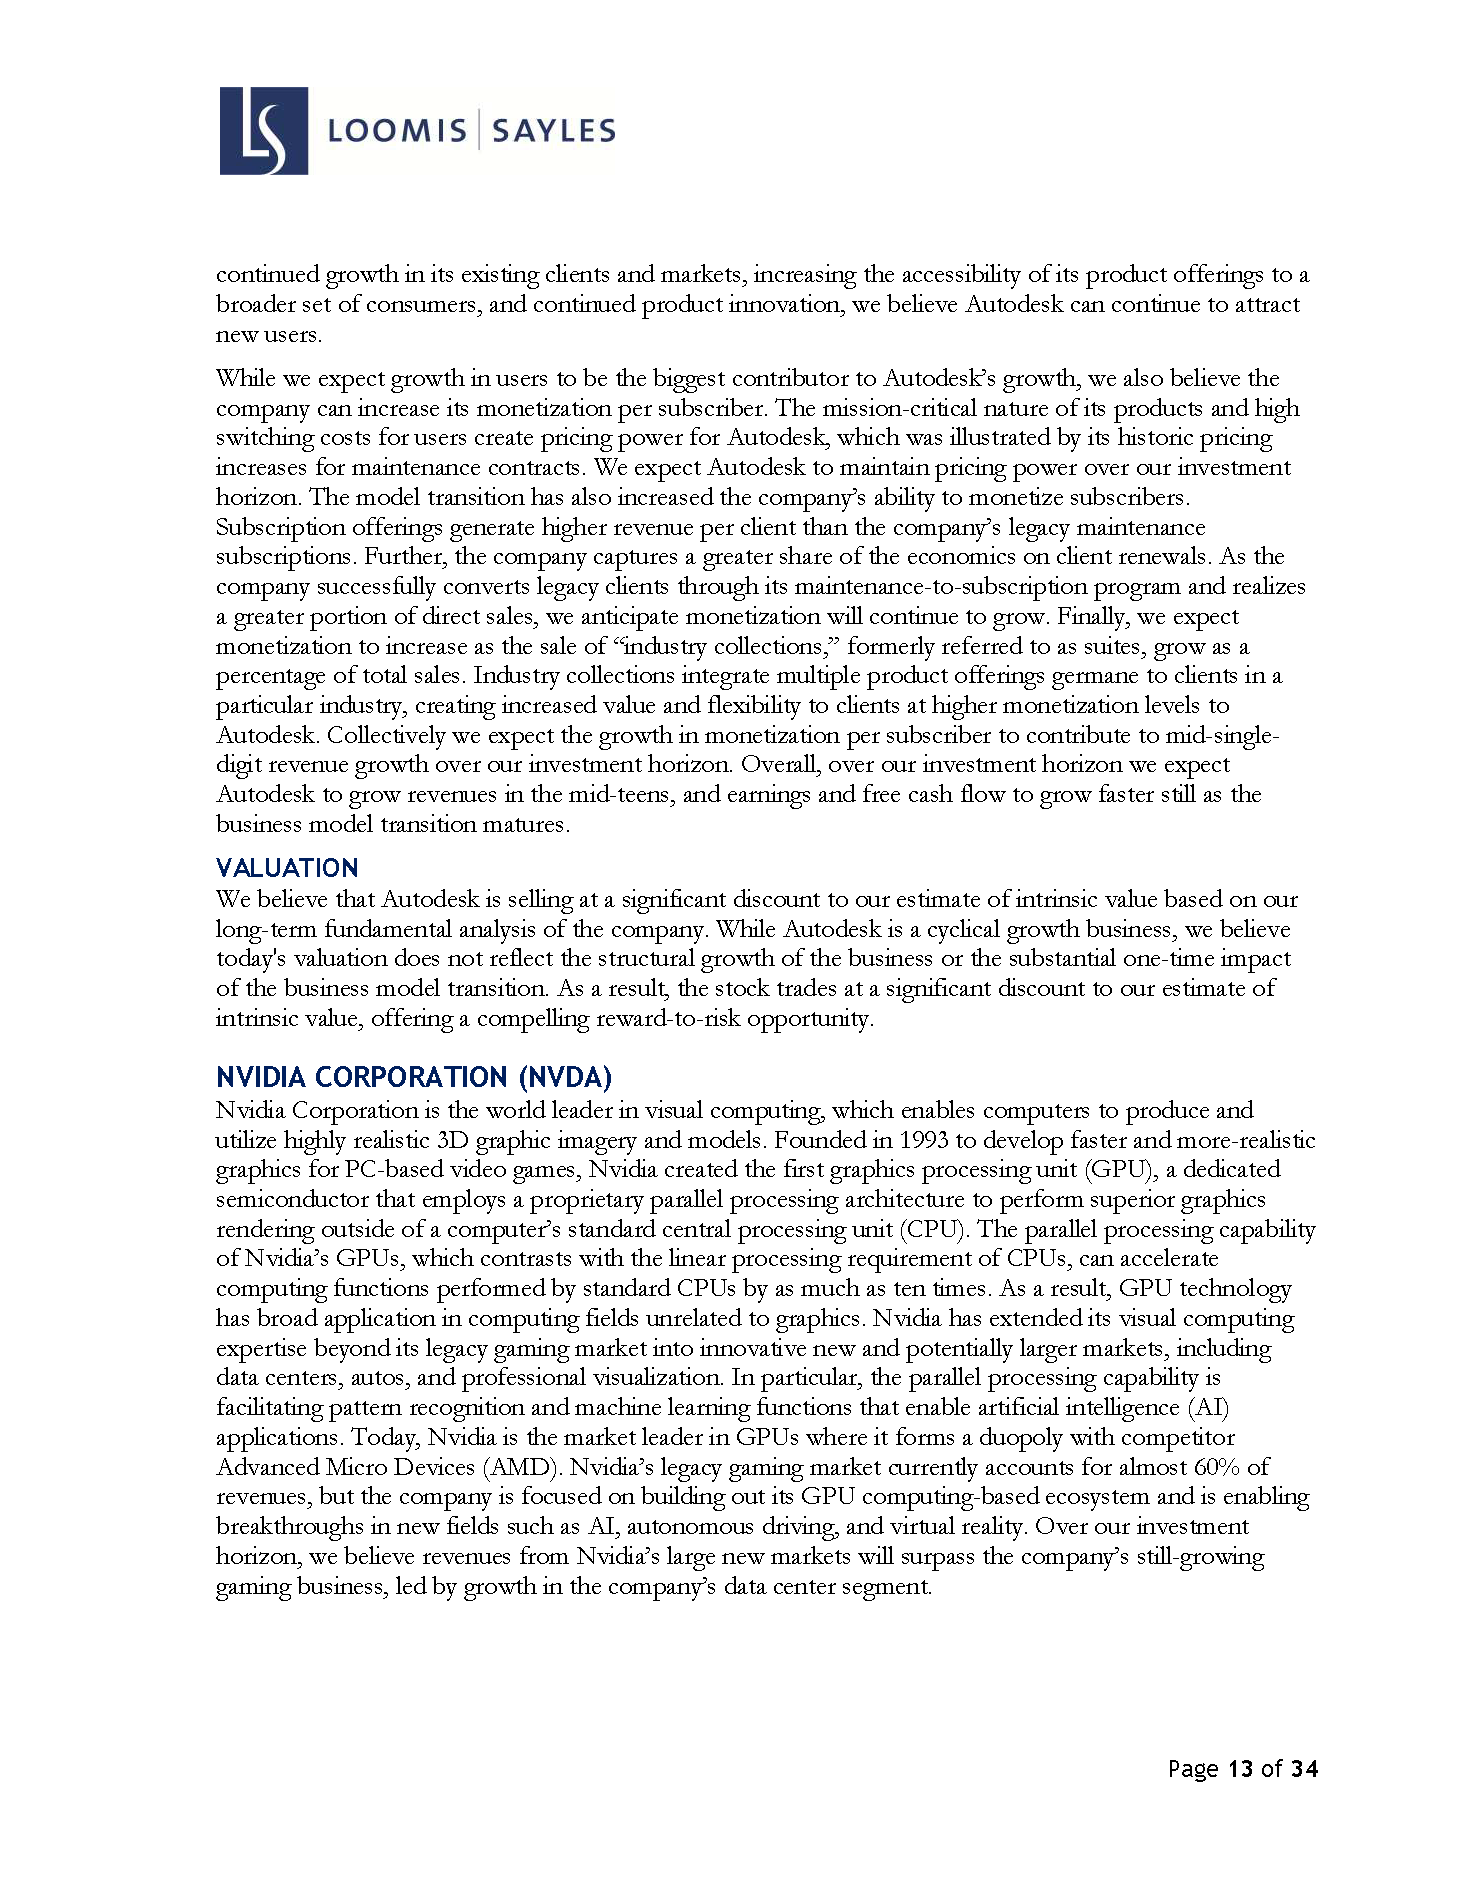 LS LOOMIS | SAYLES
continued growth in its existing clients and markets, increasing the accessibility of its product offerings to a
broader set of consumers, and continued product innovation, we believe Autodesk can continue to attract
new users.
While we expect growth in users to be the biggest contributor to Autodesk’s growth, we also believe the
company can increase its monetization per subscriber. The mission-critical nature of its products and high
switching costs for users create pricing power for Autodesk, which was illustrated by its historic pricing
increases for maintenance contracts. We expect Autodesk to maintain pricing power over our investment
horizon. The model transition has also increased the company’s ability to monetize subscribers.
Subscription offerings generate higher revenue per client than the company’s legacy maintenance
subscriptions. Further, the company captures a greater share of the economics on client renewals. As the
company successfully converts legacy clients through its maintenance-to-subscription program and realizes
a greater portion of direct sales, we anticipate monetization will continue to grow. Finally, we expect
monetization to increase as the sale of “industry collections,” formerly referred to as suites, grow as a
percentage of total sales. Industry collections integrate multiple product offerings germane to clients in a
particular industry, creating increased value and flexibility to clients at higher monetization levels to
Autodesk. Collectively we expect the growth in monetization per subscriber to contribute to mid-single-
digit revenue growth over our investment horizon. Overall, over our investment horizon we expect
Autodesk to grow revenues in the mid-teens, and earnings and free cash flow to grow faster still as the
business model transition matures.
VALUATION
We believe that Autodesk is selling at a significant discount to our estimate of intrinsic value based on our
long-term fundamental analysis of the company. While Autodesk is a cyclical growth business, we believe
today's valuation does not reflect the structural growth of the business or the substantial one-time impact
of the business model transition. As a result, the stock trades at a significant discount to our estimate of
intrinsic value, offering a compelling reward-to-risk opportunity.
NVIDIA CORPORATION (NVDA)
Nvidia Corporation is the world leader in visual computing, which enables computers to produce and
utilize highly realistic 3D graphic imagery and models. Founded in 1993 to develop faster and more-realistic
graphics for PC-based video games, Nvidia created the first graphics processing unit (GPU), a dedicated
semiconductor that employs a proprietary parallel processing architecture to perform superior graphics
rendering outside of a computer’s standard central processing unit (CPU). The parallel processing capability
of Nvidia’s GPUs, which contrasts with the linear processing requirement of CPUs, can accelerate
computing functions performed by standard CPUs by as much as ten times. As a result, GPU technology
has broad application in computing fields unrelated to graphics. Nvidia has extended its visual computing
expertise beyond its legacy gaming market into innovative new and potentially larger markets, including
data centers, autos, and professional visualization. In particular, the parallel processing capability is
facilitating pattern recognition and machine learning functions that enable artificial intelligence (AI)
applications. Today, Nvidia is the market leader in GPUs where it forms a duopoly with competitor
Advanced Micro Devices (AMD). Nvidia’s legacy gaming market currently accounts for almost 60% of
revenues, but the company is focused on building out its GPU computing-based ecosystem and is enabling
breakthroughs in new fields such as AI, autonomous driving, and virtual reality. Over our investment
horizon, we believe revenues from Nvidia’s large new markets will surpass the company’s still-growing
gaming business, led by growth in the company’s data center segment.
Page 13 of 34